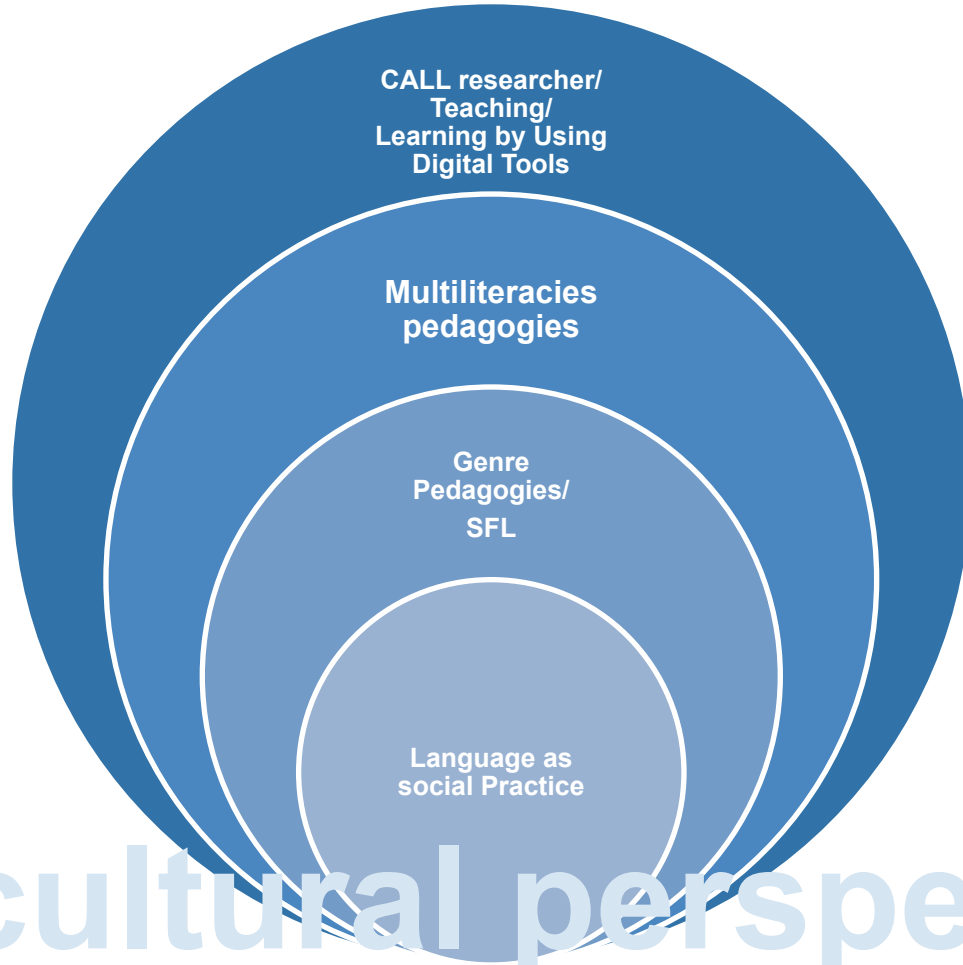 CALL researcher/
Teaching/
Learning by Using
Digital Tools
Multiliteracies
pedagogies
Genre
Pedagogies/
SFL
Language as
social Practice
cultural perspe